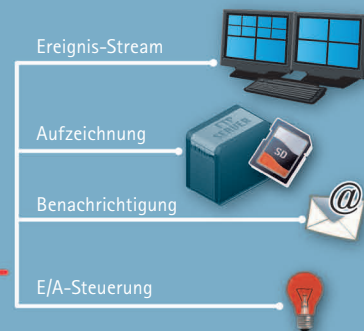 Ereignis-Stream
Aufzeichnung
FTP
SERVER
SD
Benachrichtigung
@
E/A-Steuerung